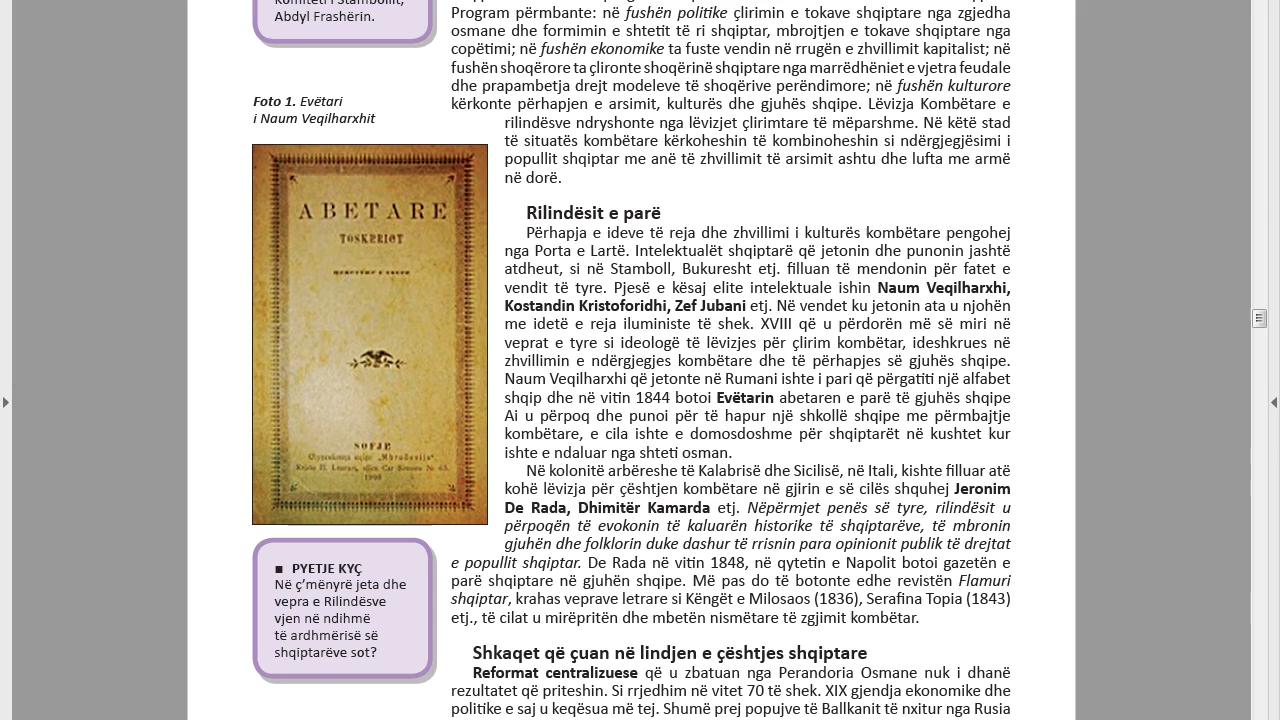 Komiteti i Stambollit,
Abdyl Frashërin.
Program përmbante: në fushën politike çlirimin e tokave shqiptare nga zgjedha
osmane dhe formimin e shtetit të ri shqiptar, mbrojtjen e tokave shqiptare nga
copëtimi; në fushën ekonomike ta fuste vendin në rrugën e zhvillimit kapitalist; në
fushën shoqërore ta çlironte shoqërinë shqiptare nga marrëdhëniet e vjetra feudale
dhe prapambetja drejt modeleve të shoqërive perëndimore; në fushën kulturore
kërkonte përhapjen e arsimit, kulturës dhe gjuhës shqipe. Lëvizja Kombëtare e
rilindësve ndryshonte nga lëvizjet çlirimtare të mëparshme. Në këtë stad
të situatës kombëtare kërkoheshin të kombinoheshin si ndërgjegjësimi i
popullit shqiptar me anë të zhvillimit të arsimit ashtu dhe lufta me armë
në dorë.
Foto 1. Evëtari
i Naum Veqilharxhit
ABETARE
TOSKERIŠT
SOFJE
Kristo H. Luarasi, ulica Car Simeon No 63.
Rilindësit e parë
Përhapja e ideve të reja dhe zhvillimi i kulturës kombëtare pengohej
nga Porta e Lartë. Intelektualët shqiptarë që jetonin dhe punonin jashtë
atdheut, si në Stamboll, Bukuresht etj. filluan të mendonin për fatet e
vendit të tyre. Pjesë e kësaj elite intelektuale ishin Naum Veqilharxhi,
Kostandin Kristoforidhi, Zef Jubani etj. Në vendet ku jetonin ata u njohën
me idetë e reja iluministe të shek. XVIII që u përdorën më së miri në
veprat e tyre si ideologë të lëvizjes për çlirim kombëtar, ideshkrues në
zhvillimin e ndërgjegjes kombëtare dhe të përhapjes së gjuhës shqipe.
Naum Veqilharxhi që jetonte në Rumani ishte i pari që përgatiti një alfabet
shqip dhe në vitin 1844 botoi Evëtarin abetaren e parë të gjuhës shqipe
Ai u përpoq dhe punoi për të hapur një shkollë shqipe me përmbajtje
kombëtare, e cila ishte e domosdoshme për shqiptarët në kushtet kur
ishte e ndaluar nga shteti osman.
Në kolonitë arbëreshe të Kalabrisë dhe Sicilisë, në Itali, kishte filluar atë
kohë lëvizja për çështjen kombëtare në gjirin e së cilës shquhej Jeronim
De Rada, Dhimitër Kamarda etj. Nëpërmjet penës së tyre, rilindësit u
përpoqën të evokonin të kaluarën historike të shqiptarëve, të mbronin
gjuhën dhe folklorin duke dashur të rrisnin para opinionit publik të drejtat
e popullit shqiptar. De Rada në vitin 1848, në qytetin e Napolit botoi gazetën e
parë shqiptare në gjuhën shqipe. Më pas do të botonte edhe revistën Flamuri
shqiptar, krahas veprave letrare si Këngët e Milosaos (1836), Serafina Topia (1843)
etj., të cilat u mirëpritën dhe mbetën nismëtare të zgjimit kombëtar.
■ PYETJE KYÇ
Në ç’mënyrë jeta dhe
vepra e Rilindësve
vjen në ndihmë
të ardhmërisë së
shqiptarëve sot?
Shkaqet që çuan në lindjen e çështjes shqiptare
Reformat centralizuese që u zbatuan nga Perandoria Osmane nuk i dhanë
rezultatet që priteshin. Si rrjedhim në vitet 70 të shek. XIX gjendja ekonomike dhe
politike e saj u keqësua më tej. Shumë prej popujve të Ballkanit të nxitur nga Rusia